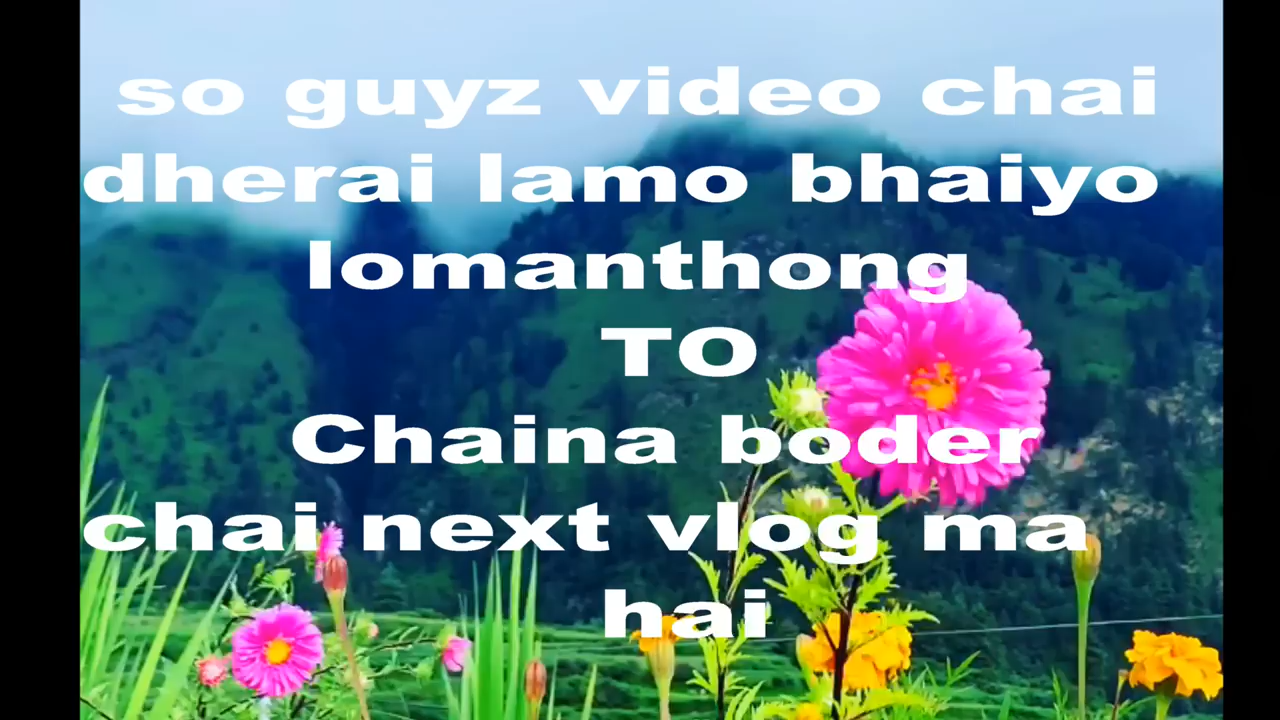 so guyz video chai
dherai lamo bhaiyo
lomanthong
TO
Chaina boder
chai next vlog ma
hai